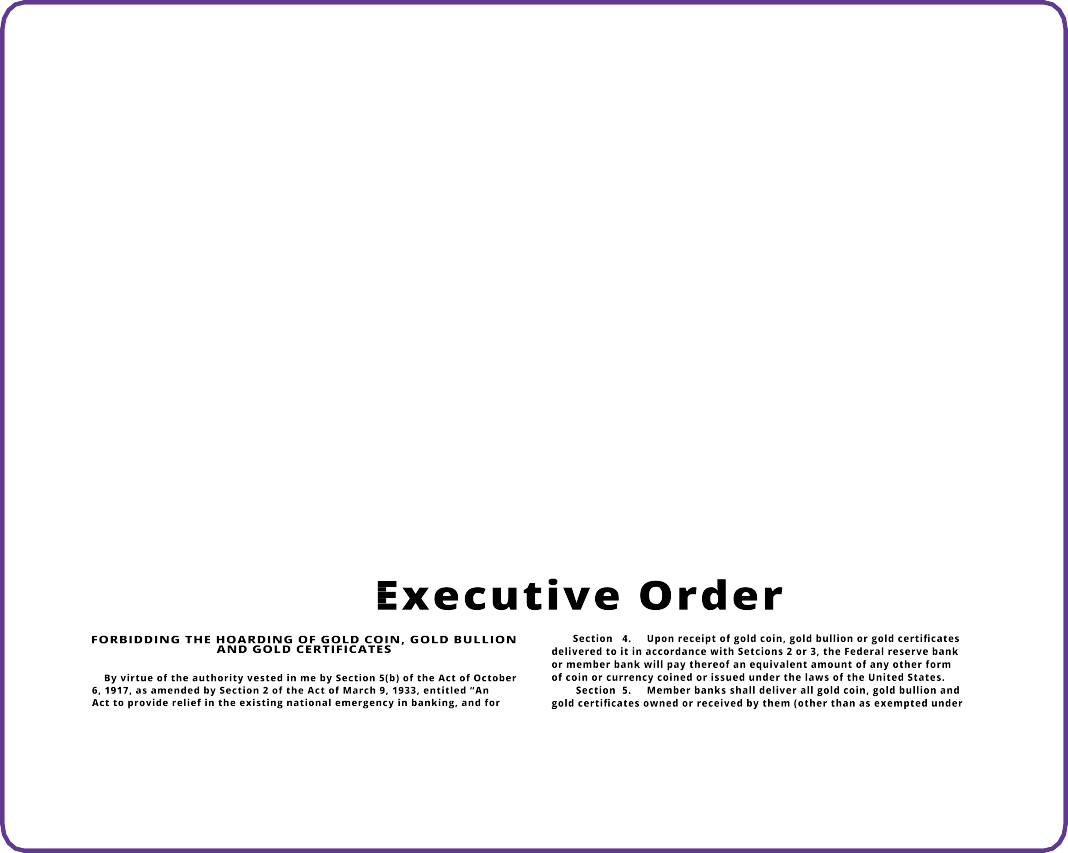 Executive Order
FORBIDDING THE HOARDING OF GOLD COIN, GOLD BULLION
AND GOLD CERTIFICATES
By virtue of the authority vested in me by Section 5(b) of the Act of October
6, 1917, as amended by Section 2 of the Act of March 9, 1933, entitled “An
Act to provide relief in the existing national emergency in banking, and for
Section 4. Upon receipt of gold coin, gold bullion or gold certificates
delivered to it in accordance with Setcions 2 or 3, the Federal reserve bank
or member bank will pay thereof an equivalent amount of any other form
of coin or currency coined or issued under the laws of the United States.
Section 5. Member banks shall deliver all gold coin, gold bullion and
gold certificates owned or received by them (other than as exempted under